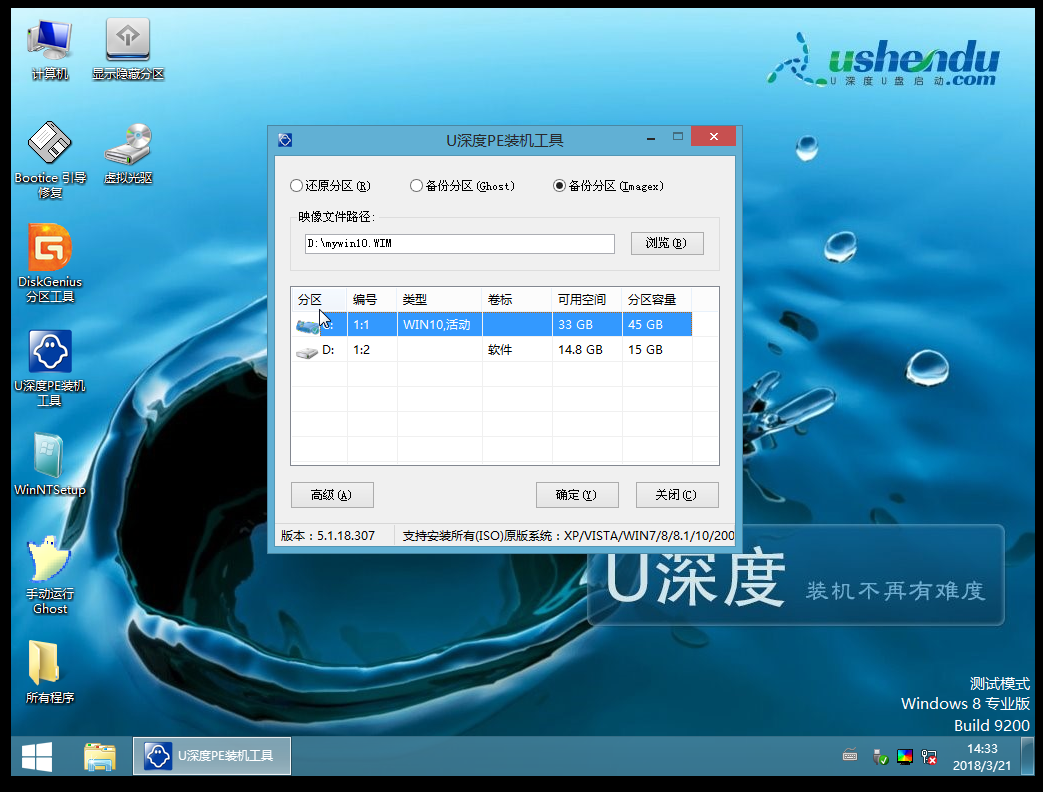 计算机
显示隐藏分区
Bootice 引导
修复
虚拟光驱
DiskGenius
分区工具
U深度PE装机
工具
WinNTSetup
手动运行
Ghost
所有程序
ushendu
U深度U盘启动
.com
U深度PE装机工具
还原分区(R)
备份分区(Ghost)
备份分区(Imagex)
映像文件路径:
D:\mywin10.WIM
浏览(B)
分区 编号 类型 卷标 可用空间 分区容量
1:1 WIN10,活动 33 GB 45 GB
D: 1:2 软件 14.8 GB 15 GB
高级(A)
确定(Y)
关闭(C)
版本：5.1.18.307
支持安装所有(ISO)原版系统：XP/VISTA/WIN7/8/8.1/10/200
U深度 装机不再有难度
测试模式
Windows 8 专业版
Build 9200
U深度PE装机工具
14:33
2018/3/21